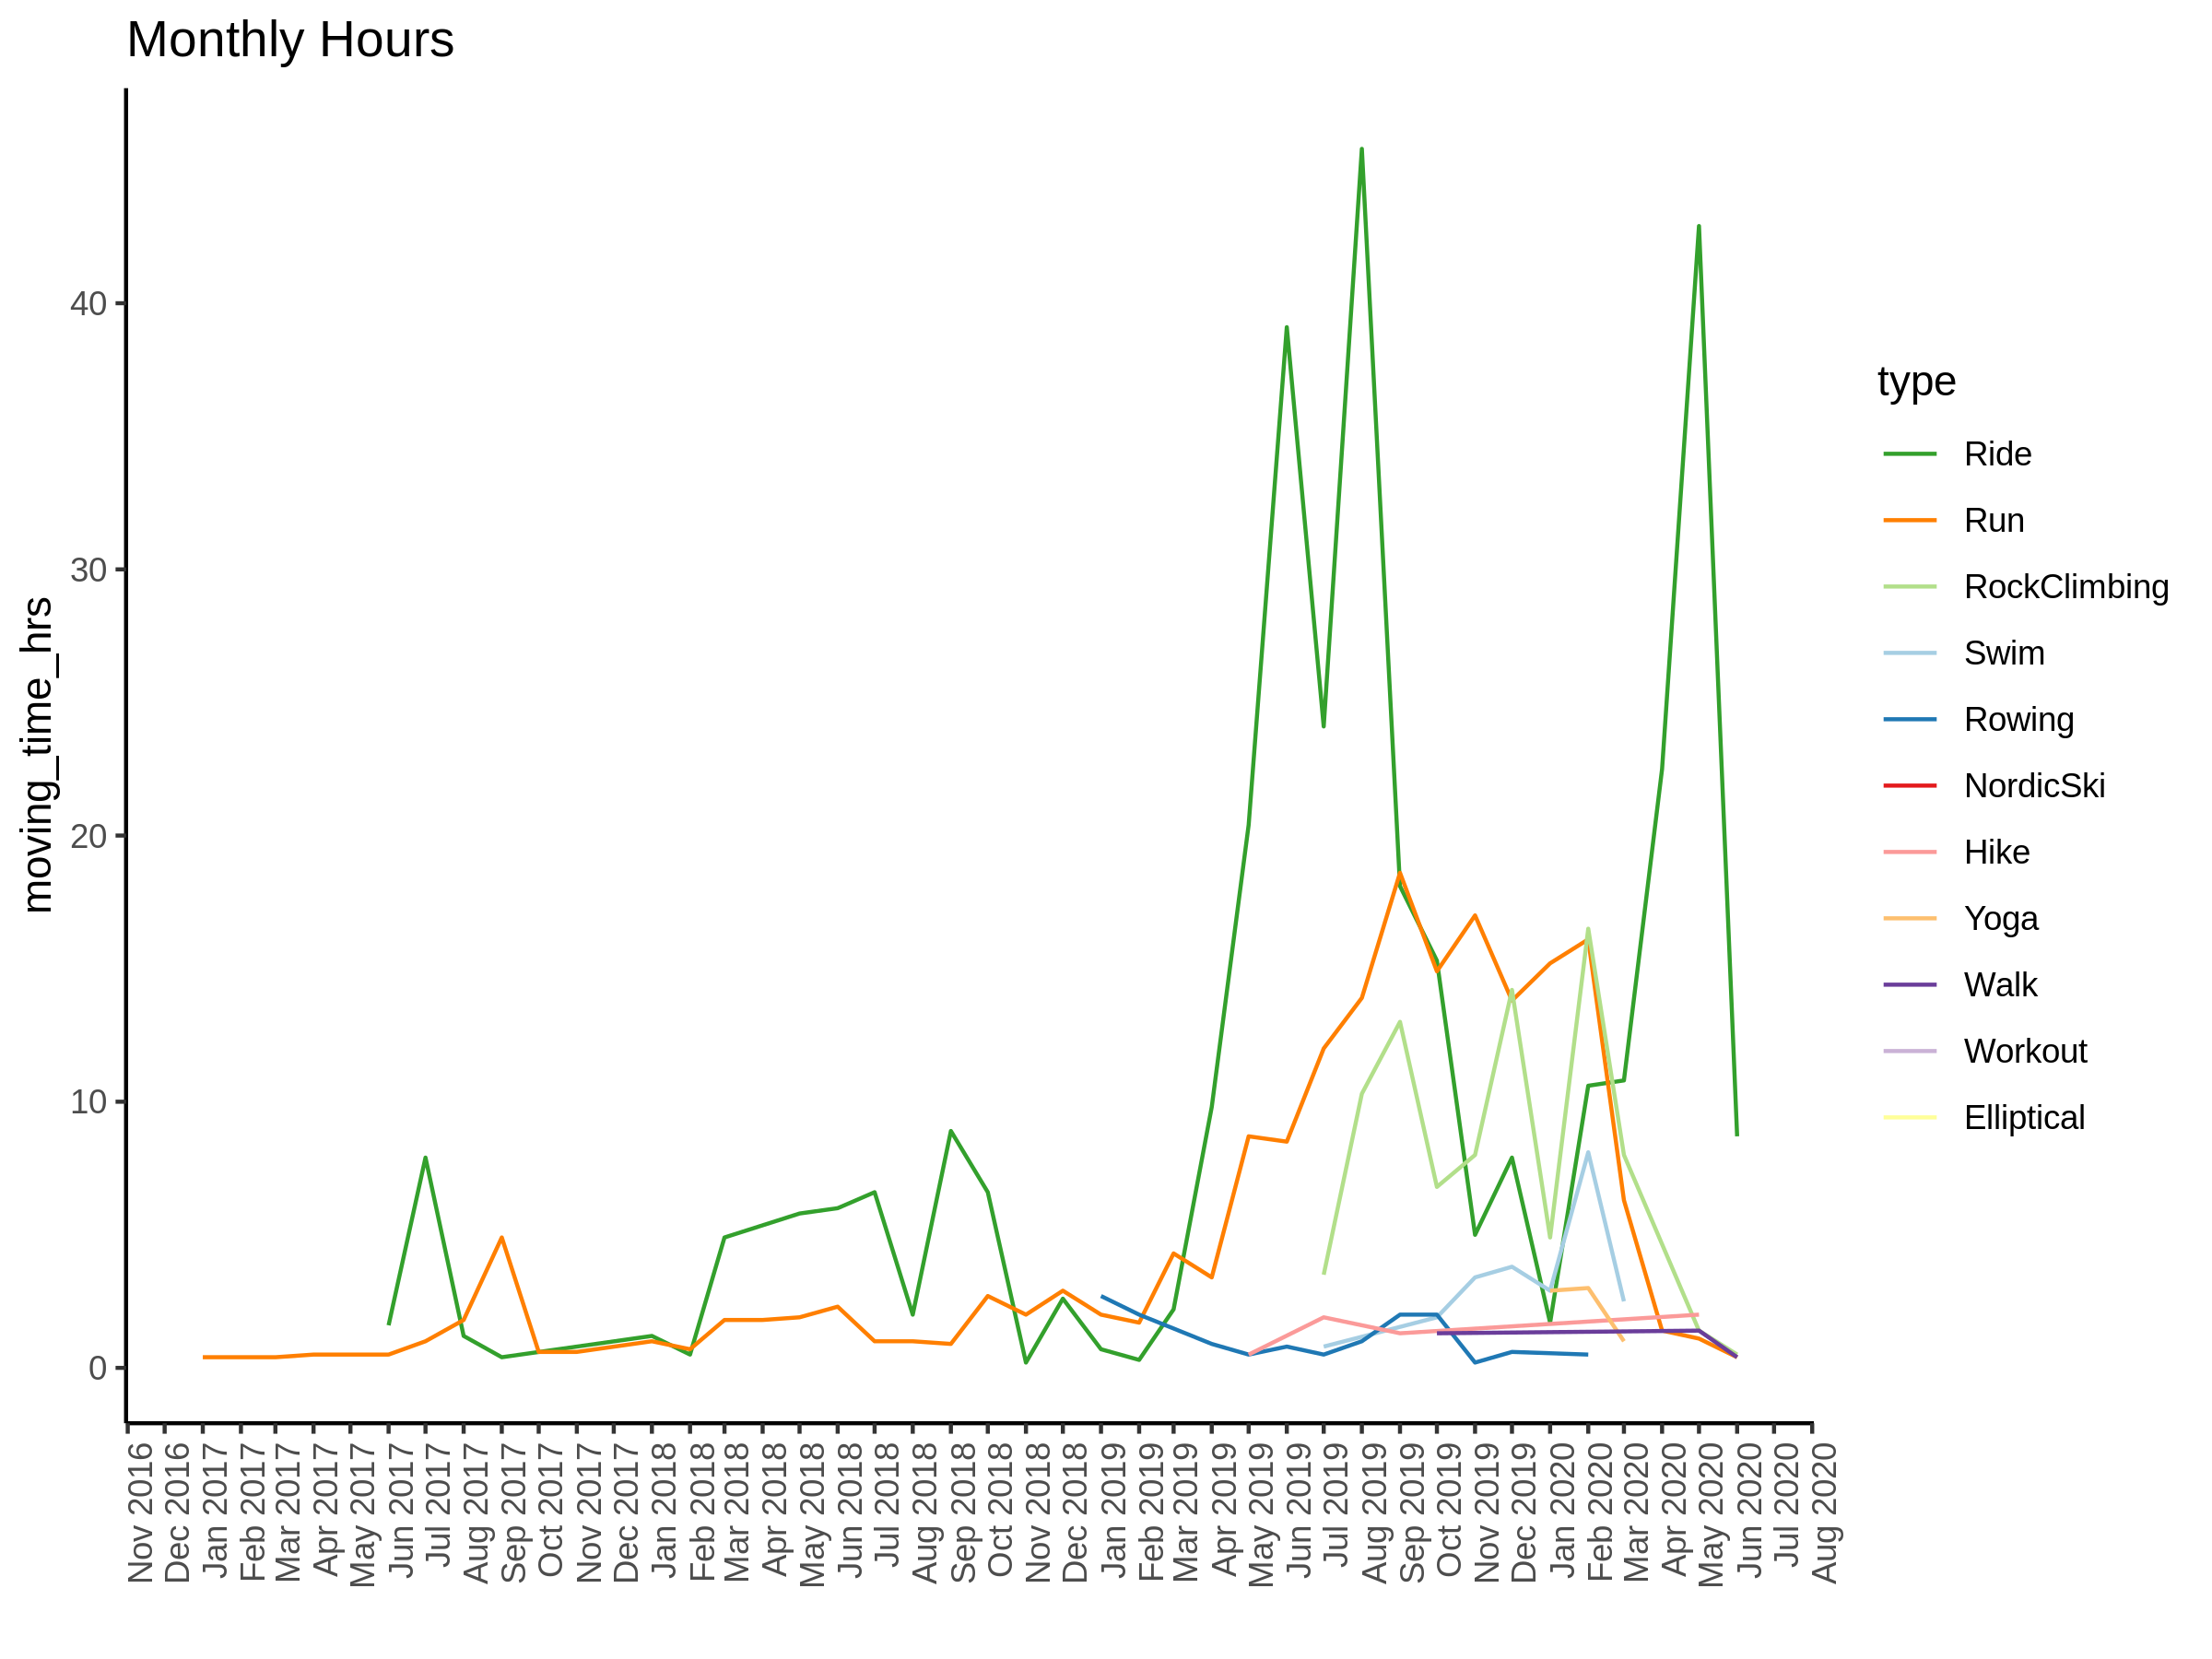 Monthly Hours
moving_time_hrs
40
30
20
10
0
Nov 2016
Dec 2016
Jan 2017
Feb 2017
Mar 2017
Apr 2017
May 2017
Jun 2017
Jul 2017
Aug 2017
Sep 2017
Oct 2017
Nov 2017
Dec 2017
Jan 2018
Feb 2018
Mar 2018
Apr 2018
May 2018
Jun 2018
Jul 2018
Aug 2018
Sep 2018
Oct 2018
Nov 2018
Dec 2018
Jan 2019
Feb 2019
Mar 2019
Apr 2019
May 2019
Jun 2019
Jul 2019
Aug 2019
Sep 2019
Oct 2019
Nov 2019
Dec 2019
Jan 2020
Feb 2020
Mar 2020
Apr 2020
May 2020
Jun 2020
Jul 2020
Aug 2020
type
Ride
Run
RockClimbing
Swim
Rowing
NordicSki
Hike
Yoga
Walk
Workout
Elliptical